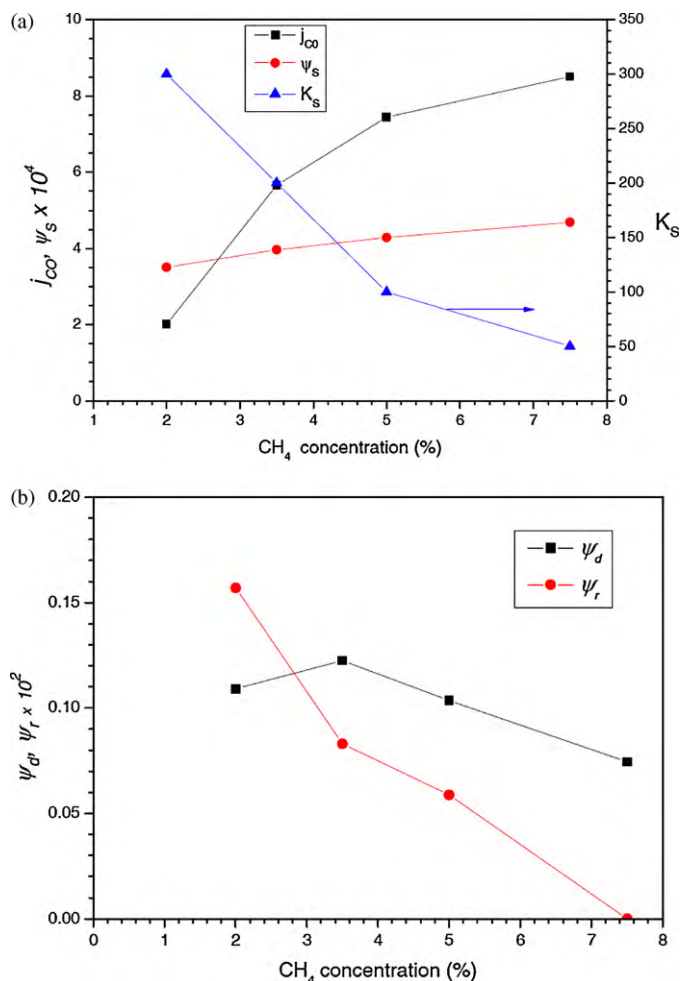 (a)
10
8
6
4
2
0
350
300
250
200
150
100
50
0
1 2 3 4 5 6 7 8
j_C0
ψ_S
K_S
j_C0, ψ_S x 10^4
K_S
CH₄ concentration (%)
(b)
0.20
0.15
0.10
0.05
0.00
0 1 2 3 4 5 6 7 8
ψ_d
ψ_r
ψ_d, ψ_r x 10^2
CH₄ concentration (%)